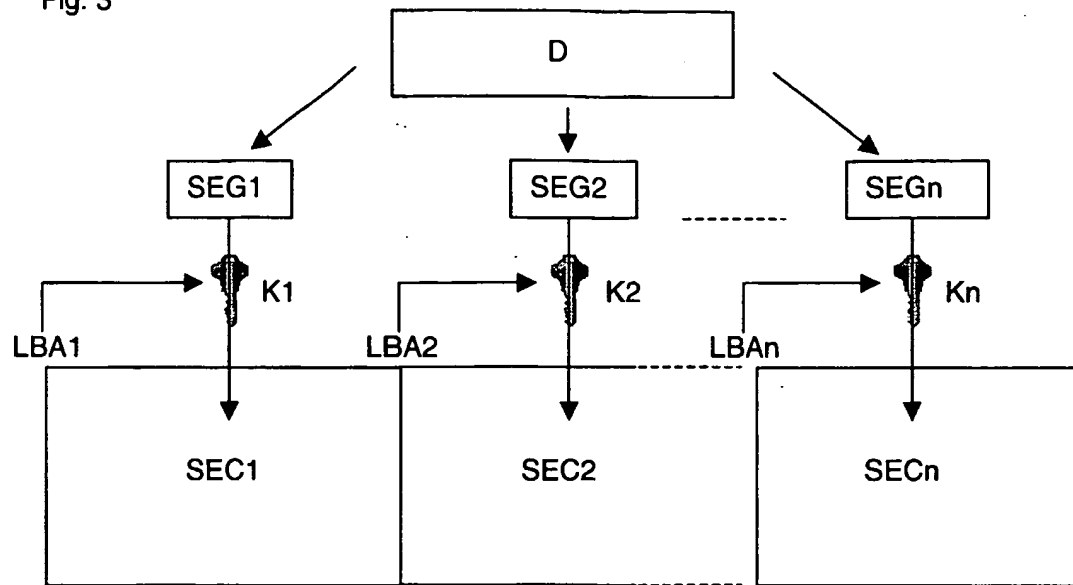 Fig. 3
D
SEG1 SEG2 SEGn
K1 K2 Kn
LBA1 LBA2 LBAn
SEC1 SEC2 SECn